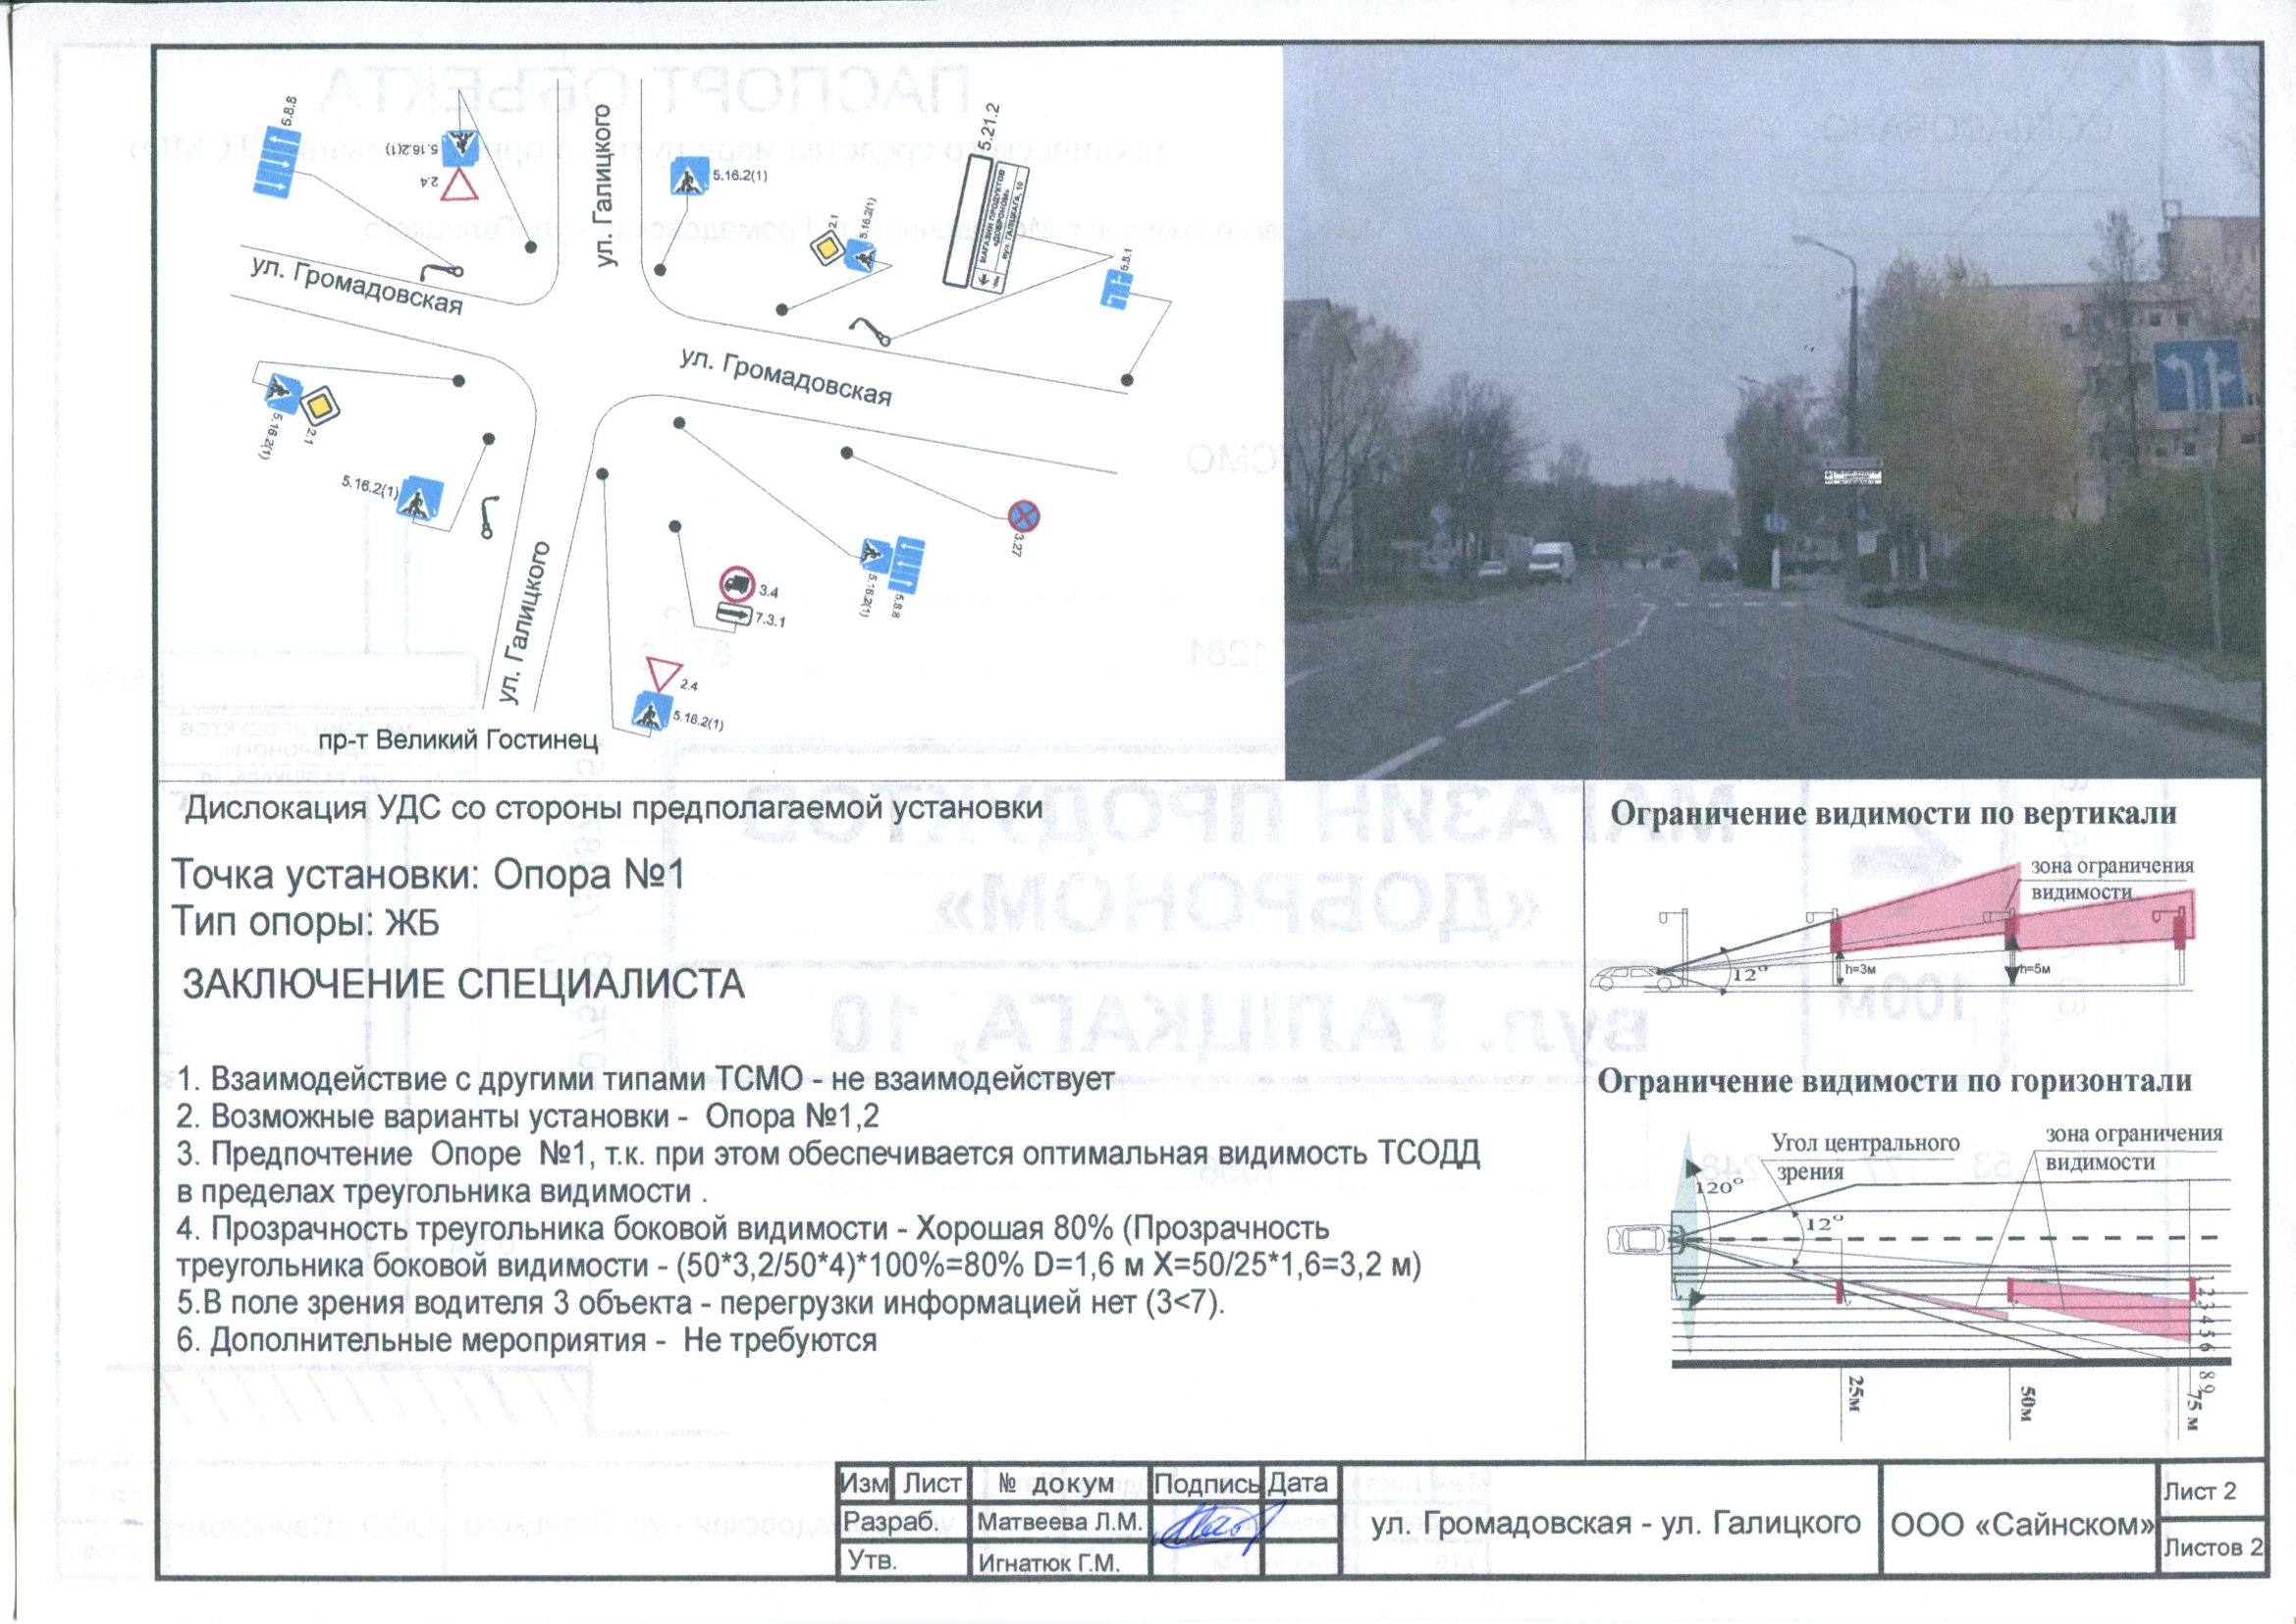 5.8.8
5.16.2(1)
2.4
ул. Галицкого
5.16.2(1)
2.1
5.16.2(1)
5.21.2
МАГАЗИН ПРОДУКТОВ
«ДОБРОНОМ»
вул. ГАЛІЦКАГА, 10
5.8.1
ул. Громадовская
ул. Громадовская
5.16.2(1)
2.1
5.16.2(1)
3.27
5.16.2(1)
5.8.8
3.4
7.3.1
2.4
5.16.2(1)
ул. Галицкого
пр-т Великий Гостинец
Дислокация УДС со стороны предполагаемой установки
Точка установки: Опора №1
Тип опоры: ЖБ
ЗАКЛЮЧЕНИЕ СПЕЦИАЛИСТА
1. Взаимодействие с другими типами ТСМО - не взаимодействует
2. Возможные варианты установки - Опора №1,2
3. Предпочтение Опоре №1, т.к. при этом обеспечивается оптимальная видимость ТСОДД
в пределах треугольника видимости .
4. Прозрачность треугольника боковой видимости - Хорошая 80% (Прозрачность
треугольника боковой видимости - (50*3,2/50*4)*100%=80% D=1,6 м X=50/25*1,6=3,2 м)
5.В поле зрения водителя 3 объекта - перегрузки информацией нет (3<7).
6. Дополнительные мероприятия - Не требуются
Ограничение видимости по вертикали
зона ограничения
видимости
12°
h=3м
h=5м
Ограничение видимости по горизонтали
Угол центрального
зрения
зона ограничения
видимости
120°
12°
1 2 3 4 5 6 8 9
25м
50м
75 м
Изм Лист № докум Подпись Дата
Разраб. Матвеева Л.М.
Утв. Игнатюк Г.М.
ул. Громадовская - ул. Галицкого
ООО «Сайнском»
Лист 2
Листов 2